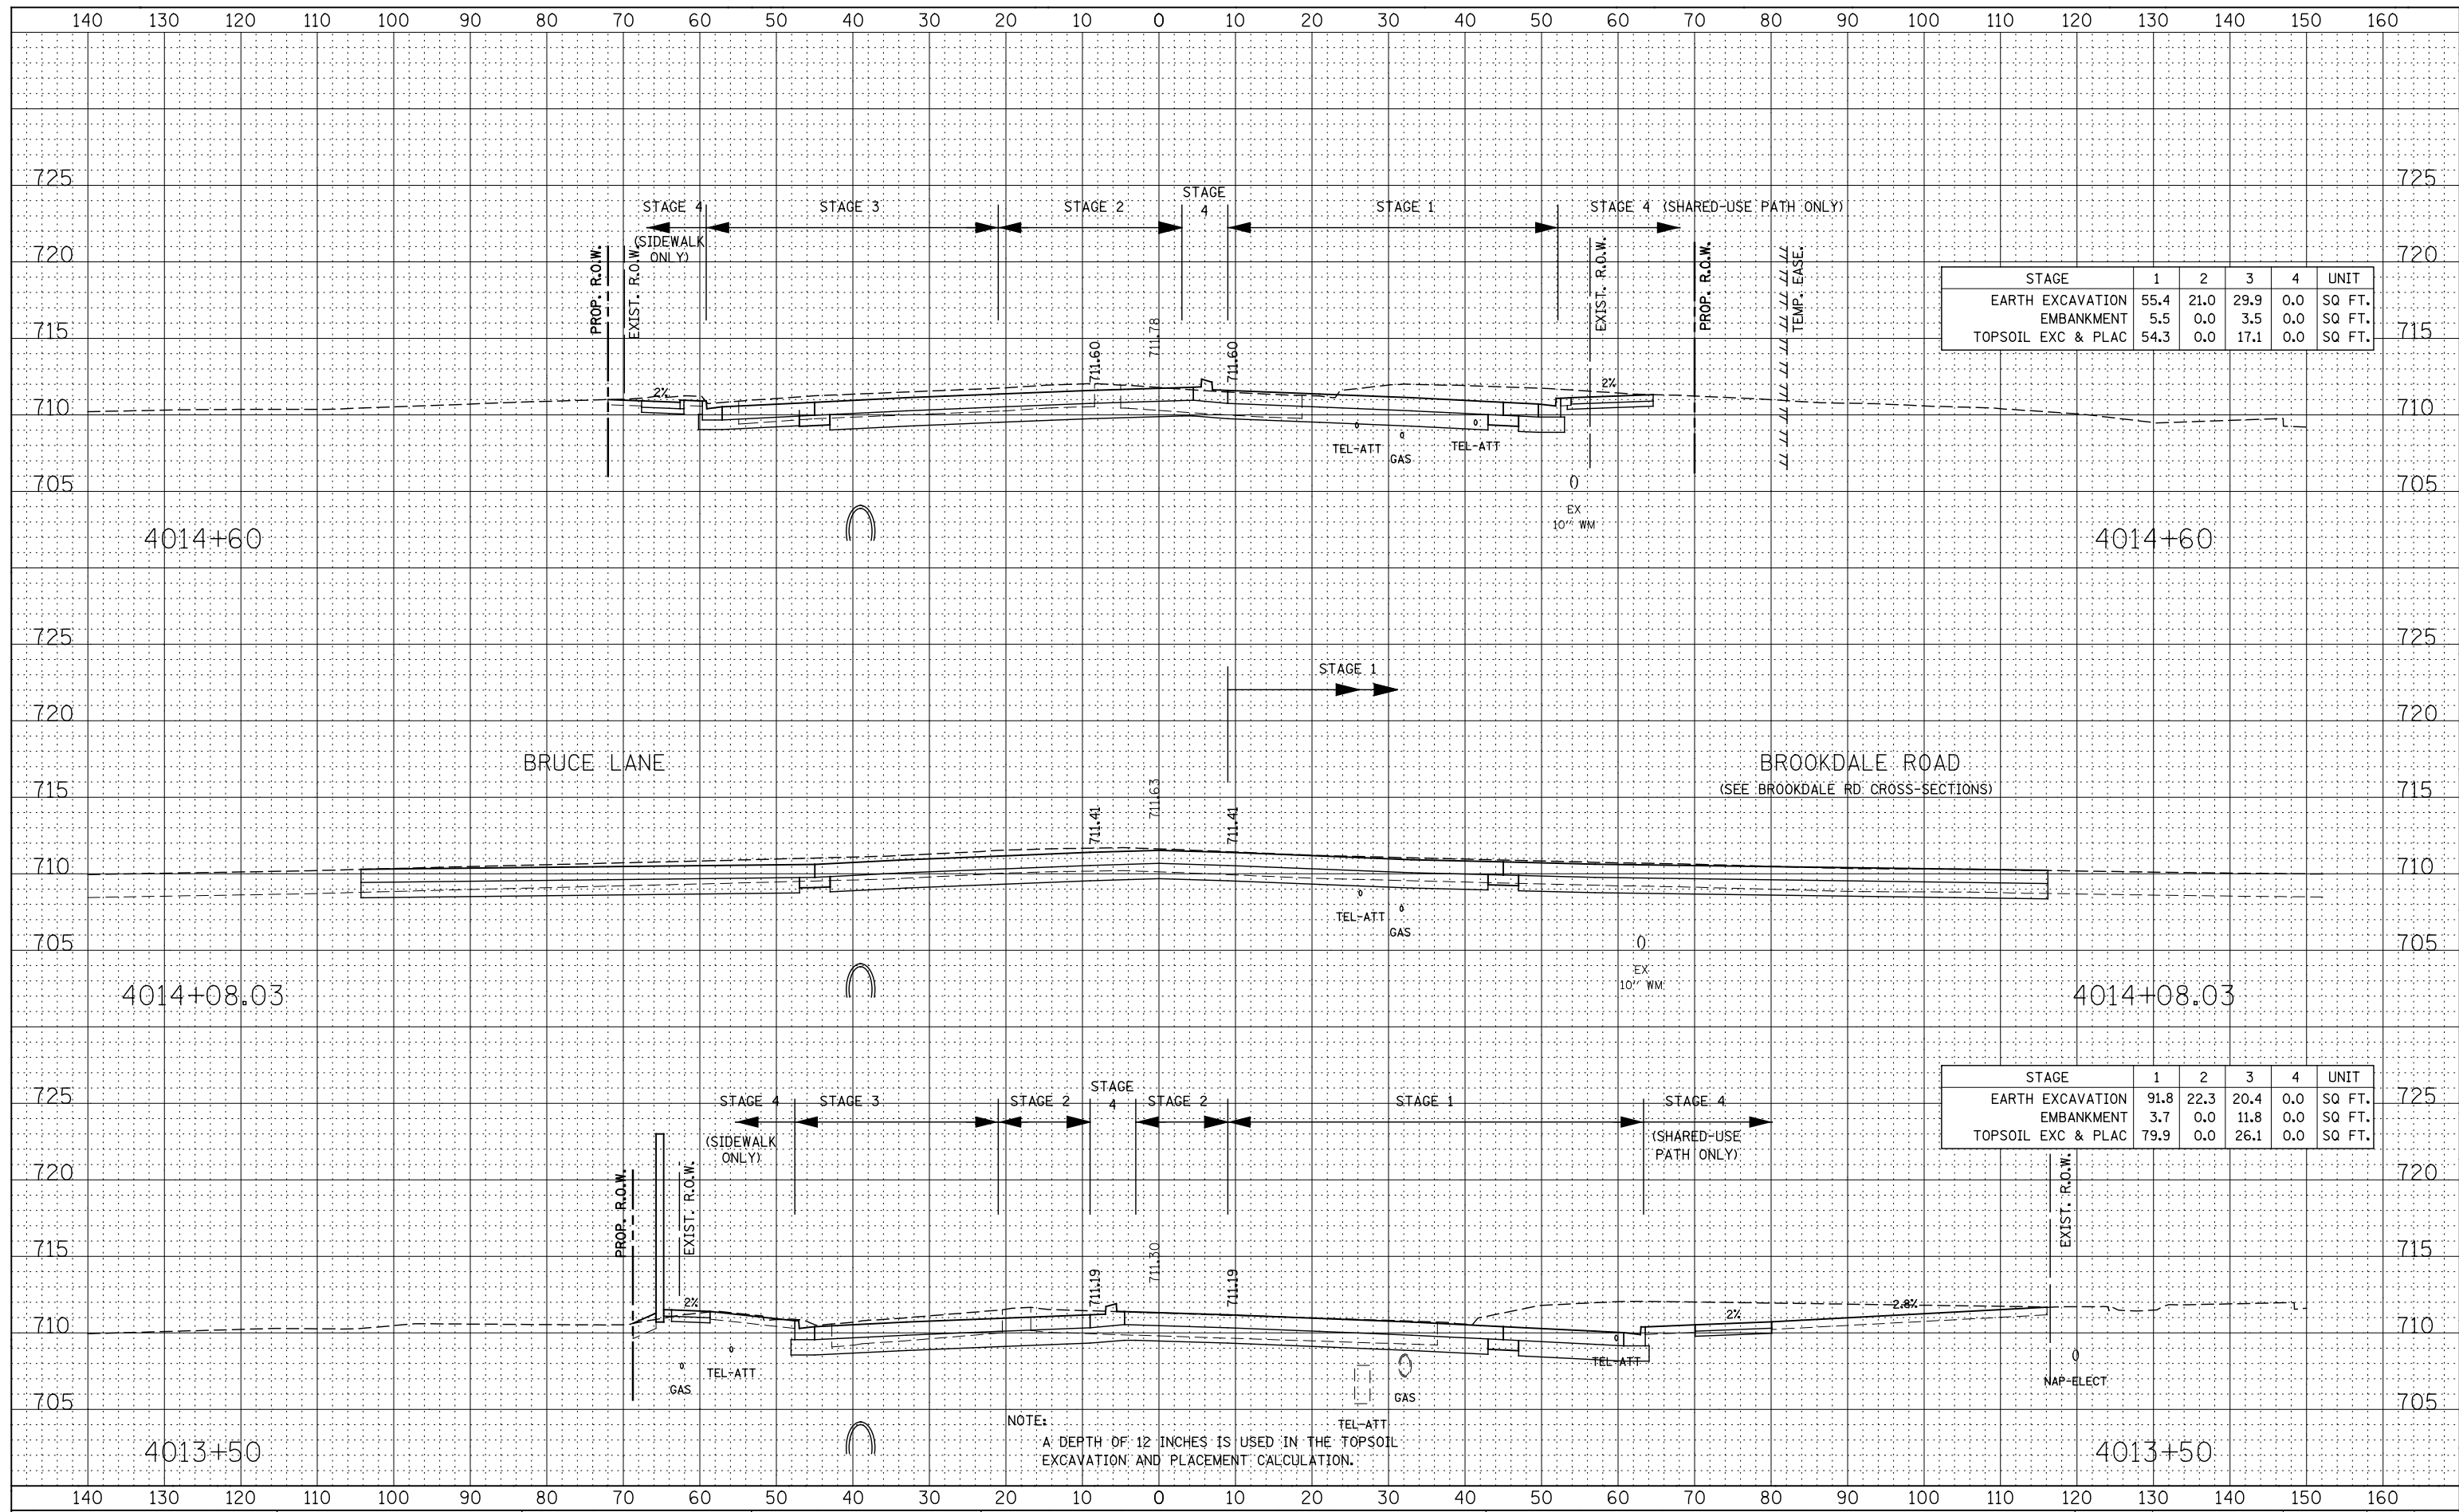 140 130 120 110 100 90 80 70 60 50 40 30 20 10 0 10 20 30 40 50 60 70 80 90 100 110 120 130 140 150 160
725 725
STAGE 4 STAGE 3 STAGE 2 STAGE 4 STAGE 1 STAGE 4 (SHARED-USE PATH ONLY)
(SIDEWALK ONLY)
720 720
PROP. R.O.W.
EXIST. R.O.W.
EXIST. R.O.W.
PROP. R.O.W.
TEMP. EASE.
STAGE 1 2 3 4 UNIT
EARTH EXCAVATION 55.4 21.0 29.9 0.0 SQ FT.
EMBANKMENT 5.5 0.0 3.5 0.0 SQ FT.
TOPSOIL EXC & PLAC 54.3 0.0 17.1 0.0 SQ FT.
715 715
711.60
711.78
711.60
2% 2%
710 710
TEL-ATT
GAS
TEL-ATT
705 705
EX
10" WM
4014+60 4014+60
725 725
STAGE 1
720 720
BRUCE LANE BROOKDALE ROAD
(SEE BROOKDALE RD CROSS-SECTIONS)
715 715
711.41
711.63
711.41
710 710
TEL-ATT
GAS
705 705
EX
10" WM
4014+08.03 4014+08.03
STAGE 1 2 3 4 UNIT
EARTH EXCAVATION 91.8 22.3 20.4 0.0 SQ FT.
EMBANKMENT 3.7 0.0 11.8 0.0 SQ FT.
TOPSOIL EXC & PLAC 79.9 0.0 26.1 0.0 SQ FT.
725 725
STAGE 4 STAGE 3 STAGE 2 STAGE 4 STAGE 2 STAGE 1 STAGE 4
(SIDEWALK ONLY)
(SHARED-USE PATH ONLY)
720 720
PROP. R.O.W.
EXIST. R.O.W.
EXIST. R.O.W.
715 715
711.19
711.30
711.19
2% 2% 2.8%
710 710
GAS
TEL-ATT
TEL-ATT
GAS
TEL-ATT
NAP-ELECT
705 705
NOTE:
A DEPTH OF 12 INCHES IS USED IN THE TOPSOIL
EXCAVATION AND PLACEMENT CALCULATION.
4013+50 4013+50
140 130 120 110 100 90 80 70 60 50 40 30 20 10 0 10 20 30 40 50 60 70 80 90 100 110 120 130 140 150 160